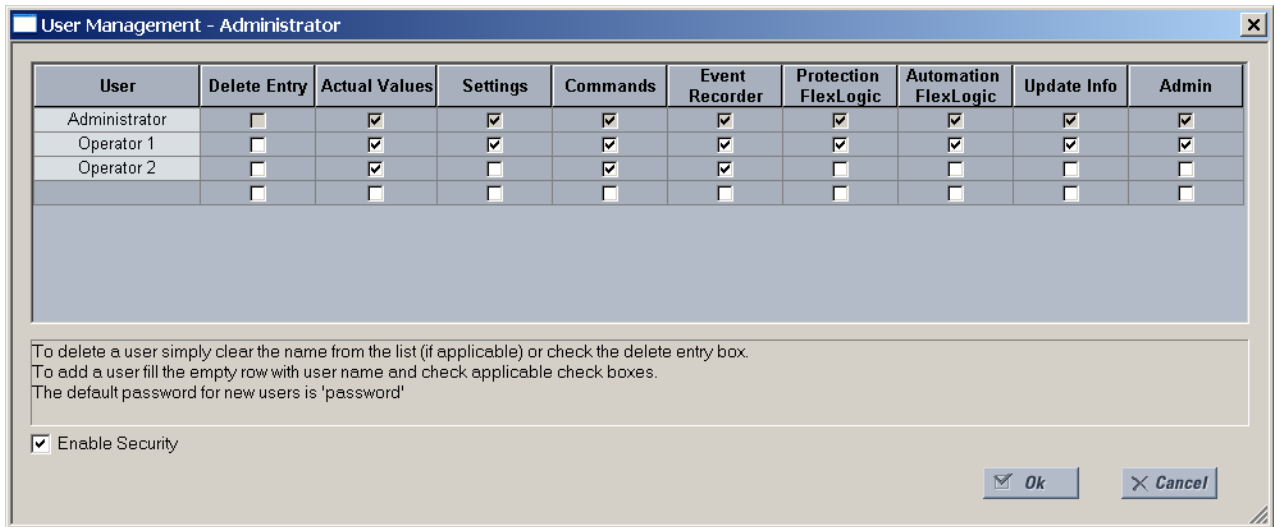 User Management - Administrator
User Delete Entry Actual Values Settings Commands Event Recorder Protection FlexLogic Automation FlexLogic Update Info Admin
Administrator
Operator 1
Operator 2
To delete a user simply clear the name from the list (if applicable) or check the delete entry box.
To add a user fill the empty row with user name and check applicable check boxes.
The default password for new users is 'password'
Enable Security
Ok Cancel